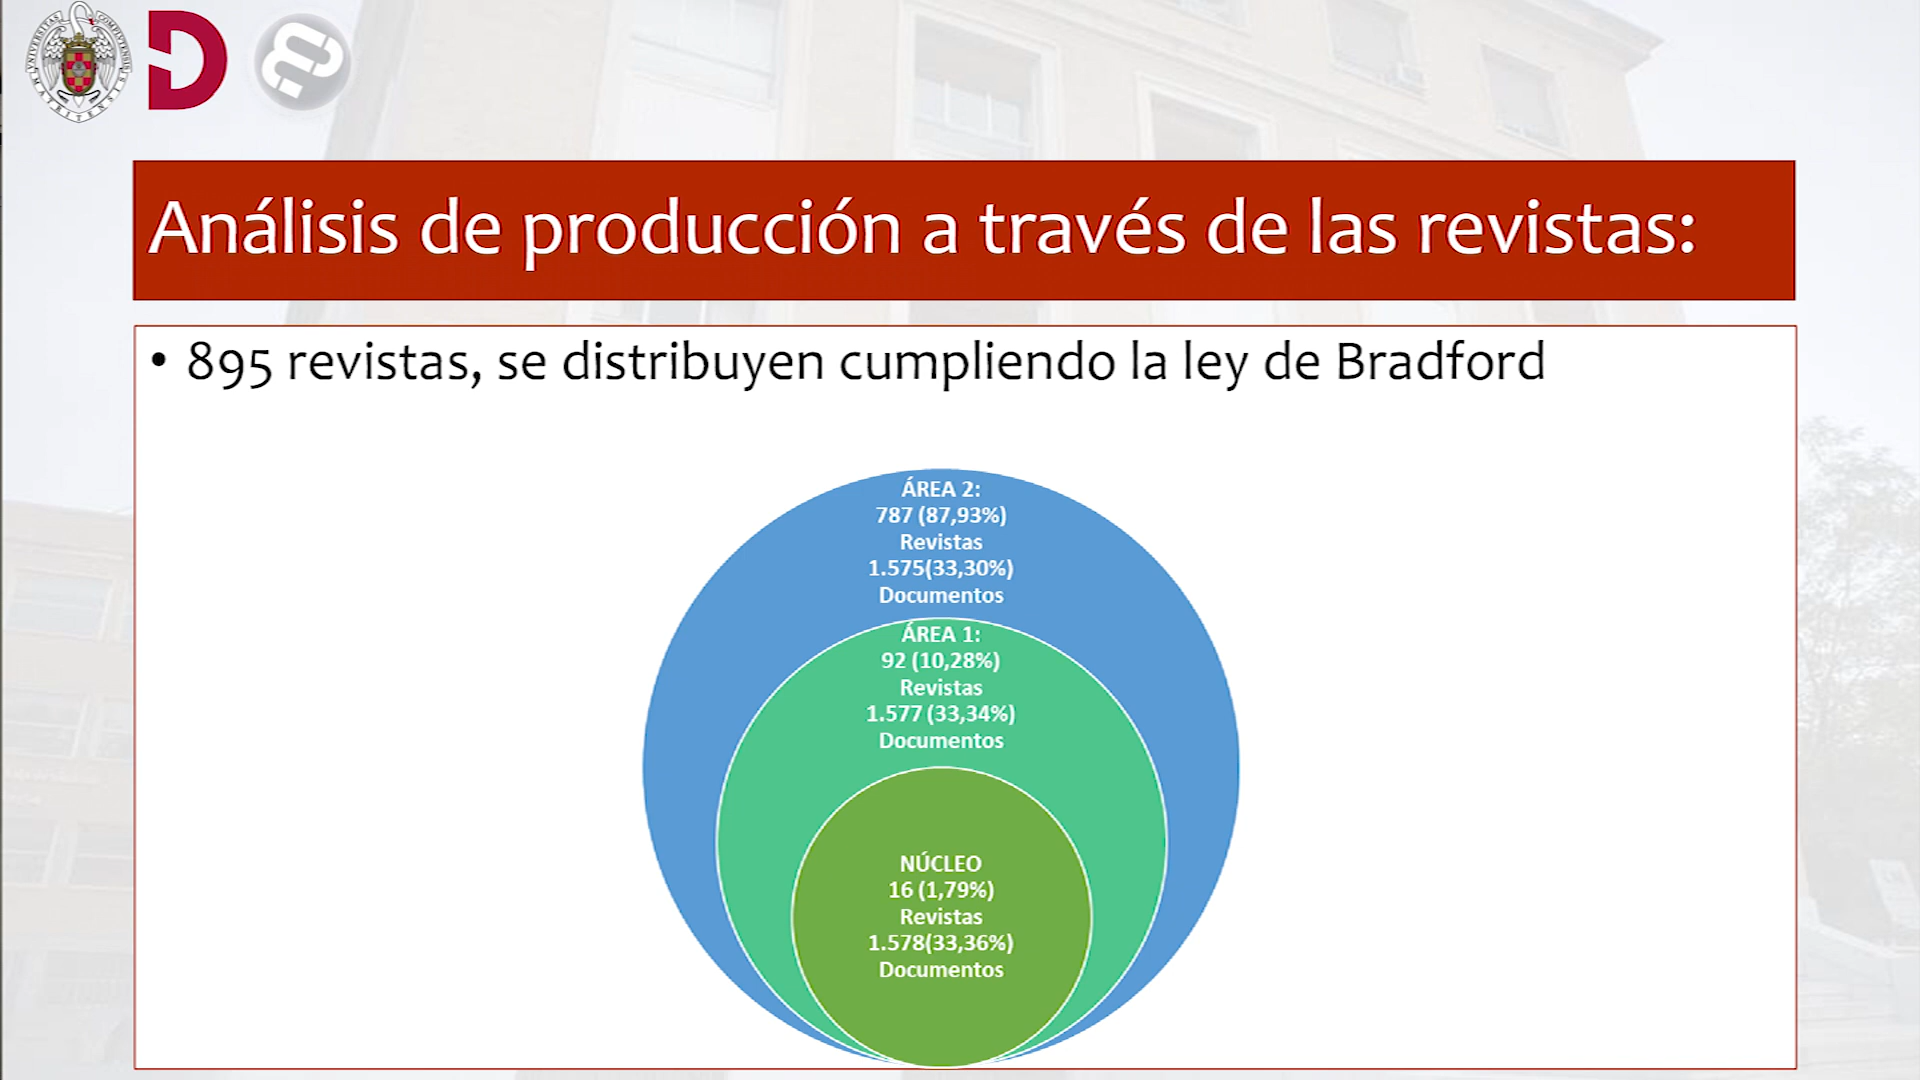 Análisis de producción a través de las revistas:
• 895 revistas, se distribuyen cumpliendo la ley de Bradford
ÁREA 2:
787 (87,93%)
Revistas
1.575(33,30%)
Documentos
ÁREA 1:
92 (10,28%)
Revistas
1.577 (33,34%)
Documentos
NÚCLEO
16 (1,79%)
Revistas
1.578(33,36%)
Documentos